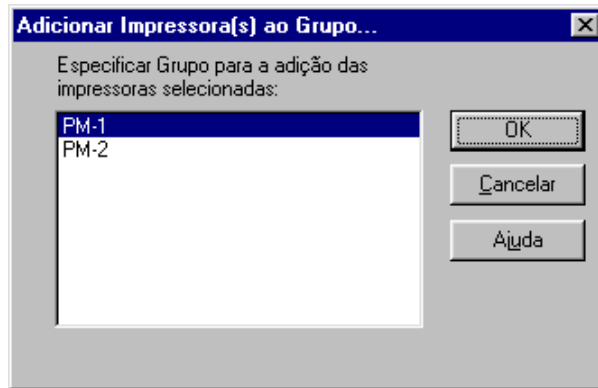 Adicionar Impressora(s) ao Grupo...
Especificar Grupo para a adição das
impressoras selecionadas:
PM-1
PM-2
OK
Cancelar
Ajuda